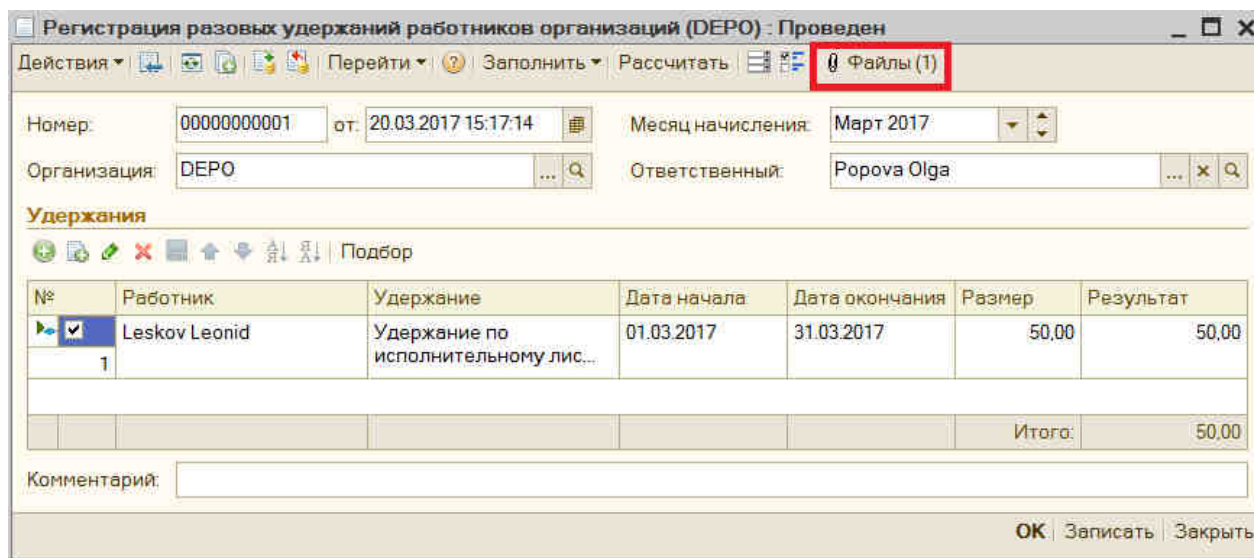 Регистрация разовых удержаний работников организаций (DEPO) : Проведен
Действия Перейти Заполнить Рассчитать Файлы (1)
Номер: 00000000001 от: 20.03.2017 15:17:14 Месяц начисления: Март 2017
Организация: DEPO ... Ответственный: Popova Olga ...
Удержания
Подбор
№ Работник Удержание Дата начала Дата окончания Размер Результат
Leskov Leonid Удержание по 01.03.2017 31.03.2017 50,00 50,00
1 исполнительному лис...
Итого: 50,00
Комментарий:
OK Записать Закрыть